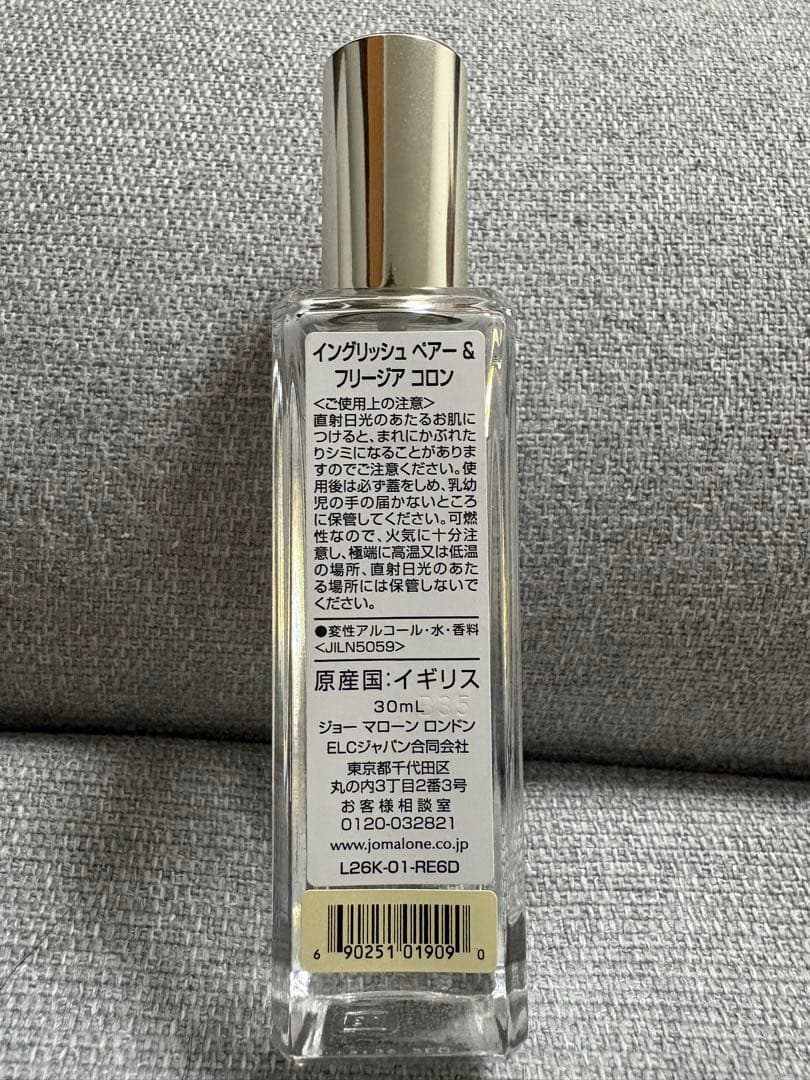 イングリッシュ ペアー &
フリージア コロン
<ご使用上の注意>
直射日光のあたるお肌に
つけると、まれにかぶれた
りシミになることがありま
すのでご注意ください。使
用後は必ず蓋をしめ、乳幼
児の手の届かないところ
に保管してください。可燃
性なので、火気に十分注
意し、極端に高温又は低温
の場所、直射日光のあた
る場所には保管しないで
ください。
●変性アルコール・水・香料
<JILN5059>
原産国:イギリス
30mL 335
ジョー マローン ロンドン
ELCジャパン合同会社
東京都千代田区
丸の内3丁目2番3号
お客様相談室
0120-032821
www.jomalone.co.jp
L26K-01-RE6D
6 90251 01909 0